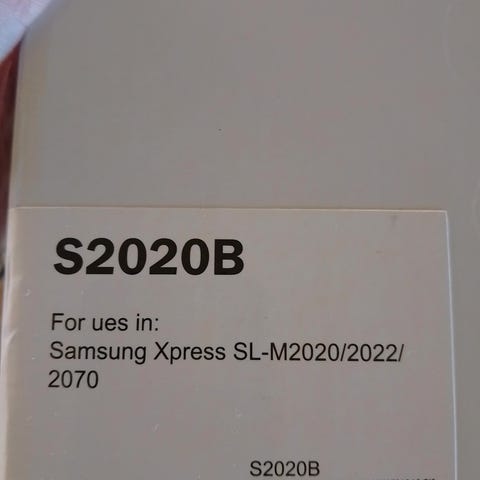 S2020B
For ues in:
Samsung Xpress SL-M2020/2022/
2070
S2020B